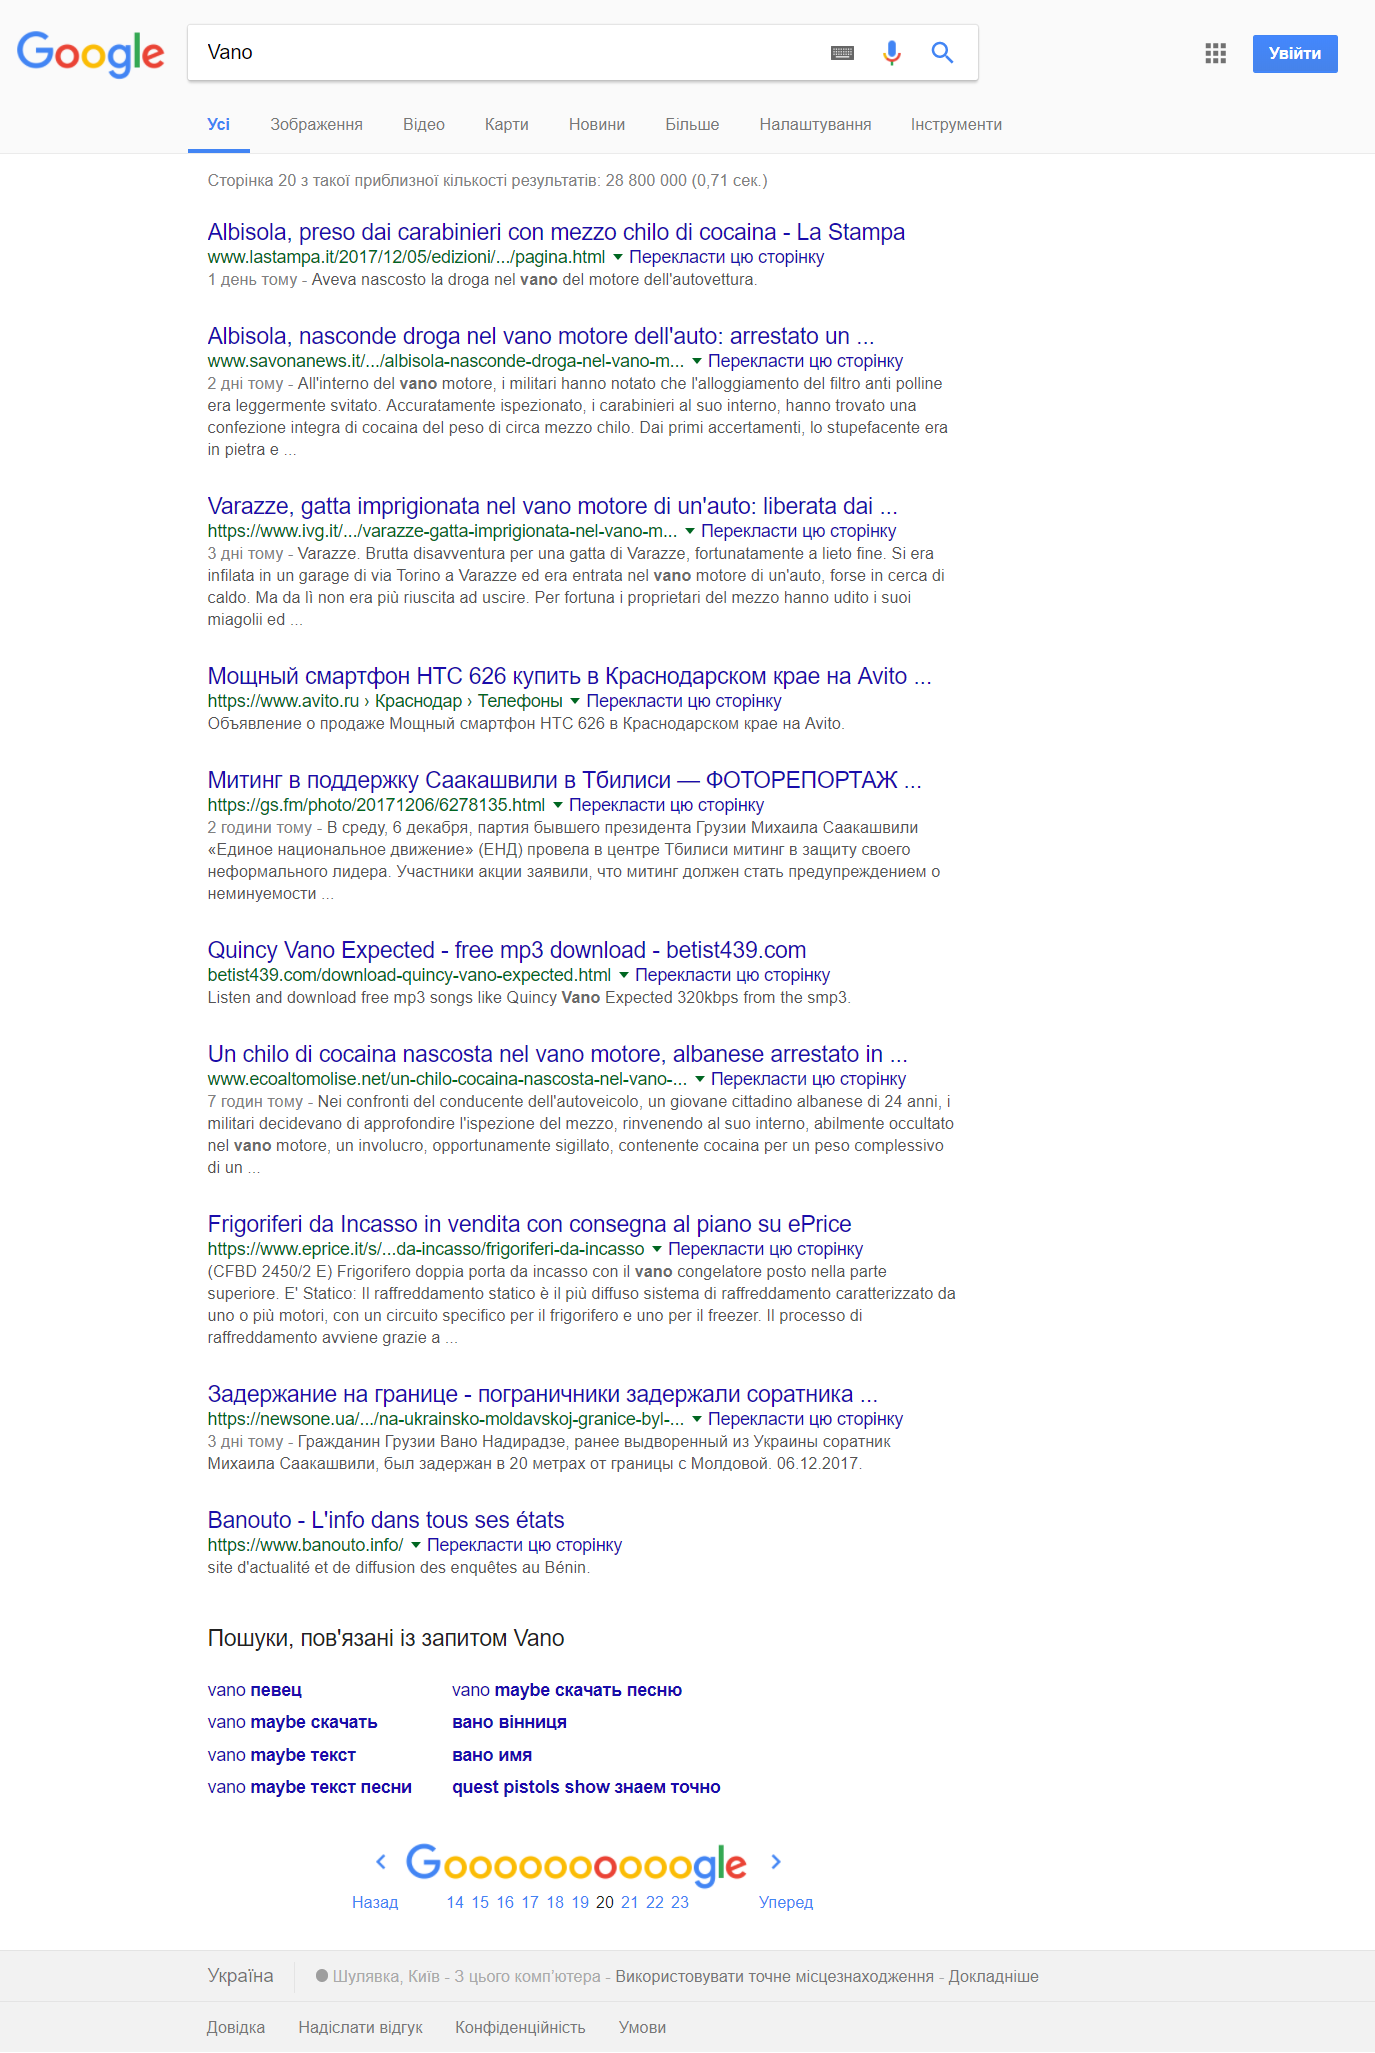 Google
Vano
Увійти
Усі Зображення Відео Карти Новини Більше Налаштування Інструменти
Сторінка 20 з такої приблизної кількості результатів: 28 800 000 (0,71 сек.)
Albisola, preso dai carabinieri con mezzo chilo di cocaina - La Stampa
www.lastampa.it/2017/12/05/edizioni/.../pagina.html ▼ Перекласти цю сторінку
1 день тому - Aveva nascosto la droga nel vano del motore dell'autovettura.
Albisola, nasconde droga nel vano motore dell'auto: arrestato un ...
www.savonanews.it/.../albisola-nasconde-droga-nel-vano-m... ▼ Перекласти цю сторінку
2 дні тому - All'interno del vano motore, i militari hanno notato che l'alloggiamento del filtro anti polline
era leggermente svitato. Accuratamente ispezionato, i carabinieri al suo interno, hanno trovato una
confezione integra di cocaina del peso di circa mezzo chilo. Dai primi accertamenti, lo stupefacente era
in pietra e ...
Varazze, gatta imprigionata nel vano motore di un'auto: liberata dai ...
https://www.ivg.it/.../varazze-gatta-imprigionata-nel-vano-m... ▼ Перекласти цю сторінку
3 дні тому - Varazze. Brutta disavventura per una gatta di Varazze, fortunatamente a lieto fine. Si era
infilata in un garage di via Torino a Varazze ed era entrata nel vano motore di un'auto, forse in cerca di
caldo. Ma da lì non era più riuscita ad uscire. Per fortuna i proprietari del mezzo hanno udito i suoi
miagolii ed ...
Мощный смартфон HTC 626 купить в Краснодарском крае на Avito ...
https://www.avito.ru › Краснодар › Телефоны ▼ Перекласти цю сторінку
Объявление о продаже Мощный смартфон HTC 626 в Краснодарском крае на Avito.
Митинг в поддержку Саакашвили в Тбилиси — ФОТОРЕПОРТАЖ ...
https://gs.fm/photo/20171206/6278135.html ▼ Перекласти цю сторінку
2 години тому - В среду, 6 декабря, партия бывшего президента Грузии Михаила Саакашвили
«Единое национальное движение» (ЕНД) провела в центре Тбилиси митинг в защиту своего
неформального лидера. Участники акции заявили, что митинг должен стать предупреждением о
неминуемости ...
Quincy Vano Expected - free mp3 download - betist439.com
betist439.com/download-quincy-vano-expected.html ▼ Перекласти цю сторінку
Listen and download free mp3 songs like Quincy Vano Expected 320kbps from the smp3.
Un chilo di cocaina nascosta nel vano motore, albanese arrestato in ...
www.ecoaltomolise.net/un-chilo-cocaina-nascosta-nel-vano-... ▼ Перекласти цю сторінку
7 годин тому - Nei confronti del conducente dell'autoveicolo, un giovane cittadino albanese di 24 anni, i
militari decidevano di approfondire l'ispezione del mezzo, rinvenendo al suo interno, abilmente occultato
nel vano motore, un involucro, opportunamente sigillato, contenente cocaina per un peso complessivo
di un ...
Frigoriferi da Incasso in vendita con consegna al piano su ePrice
https://www.eprice.it/s/...da-incasso/frigoriferi-da-incasso ▼ Перекласти цю сторінку
(CFBD 2450/2 E) Frigorifero doppia porta da incasso con il vano congelatore posto nella parte
superiore. E' Statico: Il raffreddamento statico è il più diffuso sistema di raffreddamento caratterizzato da
uno o più motori, con un circuito specifico per il frigorifero e uno per il freezer. Il processo di
raffreddamento avviene grazie a ...
Задержание на границе - пограничники задержали соратника ...
https://newsone.ua/.../na-ukrainsko-moldavskoj-granice-byl-... ▼ Перекласти цю сторінку
3 дні тому - Гражданин Грузии Вано Надирадзе, ранее выдворенный из Украины соратник
Михаила Саакашвили, был задержан в 20 метрах от границы с Молдовой. 06.12.2017.
Banouto - L'info dans tous ses états
https://www.banouto.info/ ▼ Перекласти цю сторінку
site d'actualité et de diffusion des enquêtes au Bénin.
Пошуки, пов'язані із запитом Vano
vano певец vano maybe скачать песню
vano maybe скачать вано вінниця
vano maybe текст вано имя
vano maybe текст песни quest pistols show знаем точно
Goooooooooogle
Назад 14 15 16 17 18 19 20 21 22 23 Уперед
Україна Шулявка, Київ - З цього комп'ютера - Використовувати точне місцезнаходження - Докладніше
Довідка Надіслати відгук Конфіденційність Умови